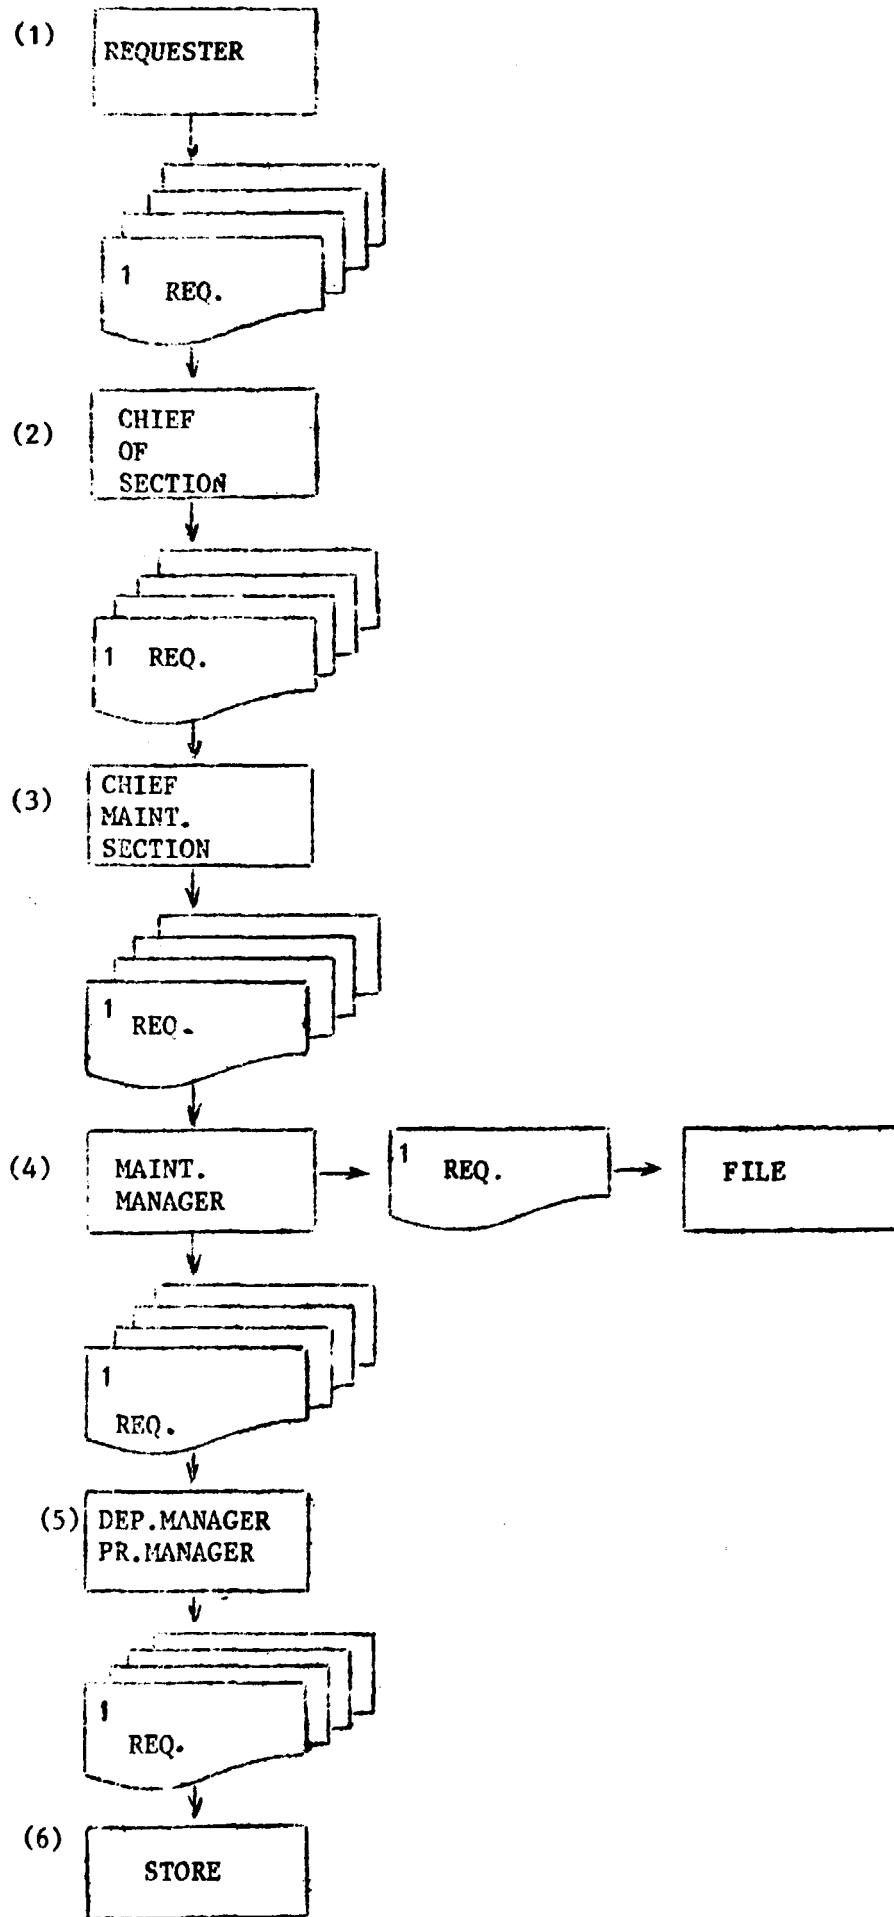 (1)
REQUESTER
1
REQ.
(2)
CHIEF
OF
SECTION
1 REQ.
(3)
CHIEF
MAINT.
SECTION
1
REQ.
(4)
MAINT.
MANAGER
1
REQ.
FILE
1
REQ.
(5)
DEP.MANAGER
PR.MANAGER
1
REQ.
(6)
STORE